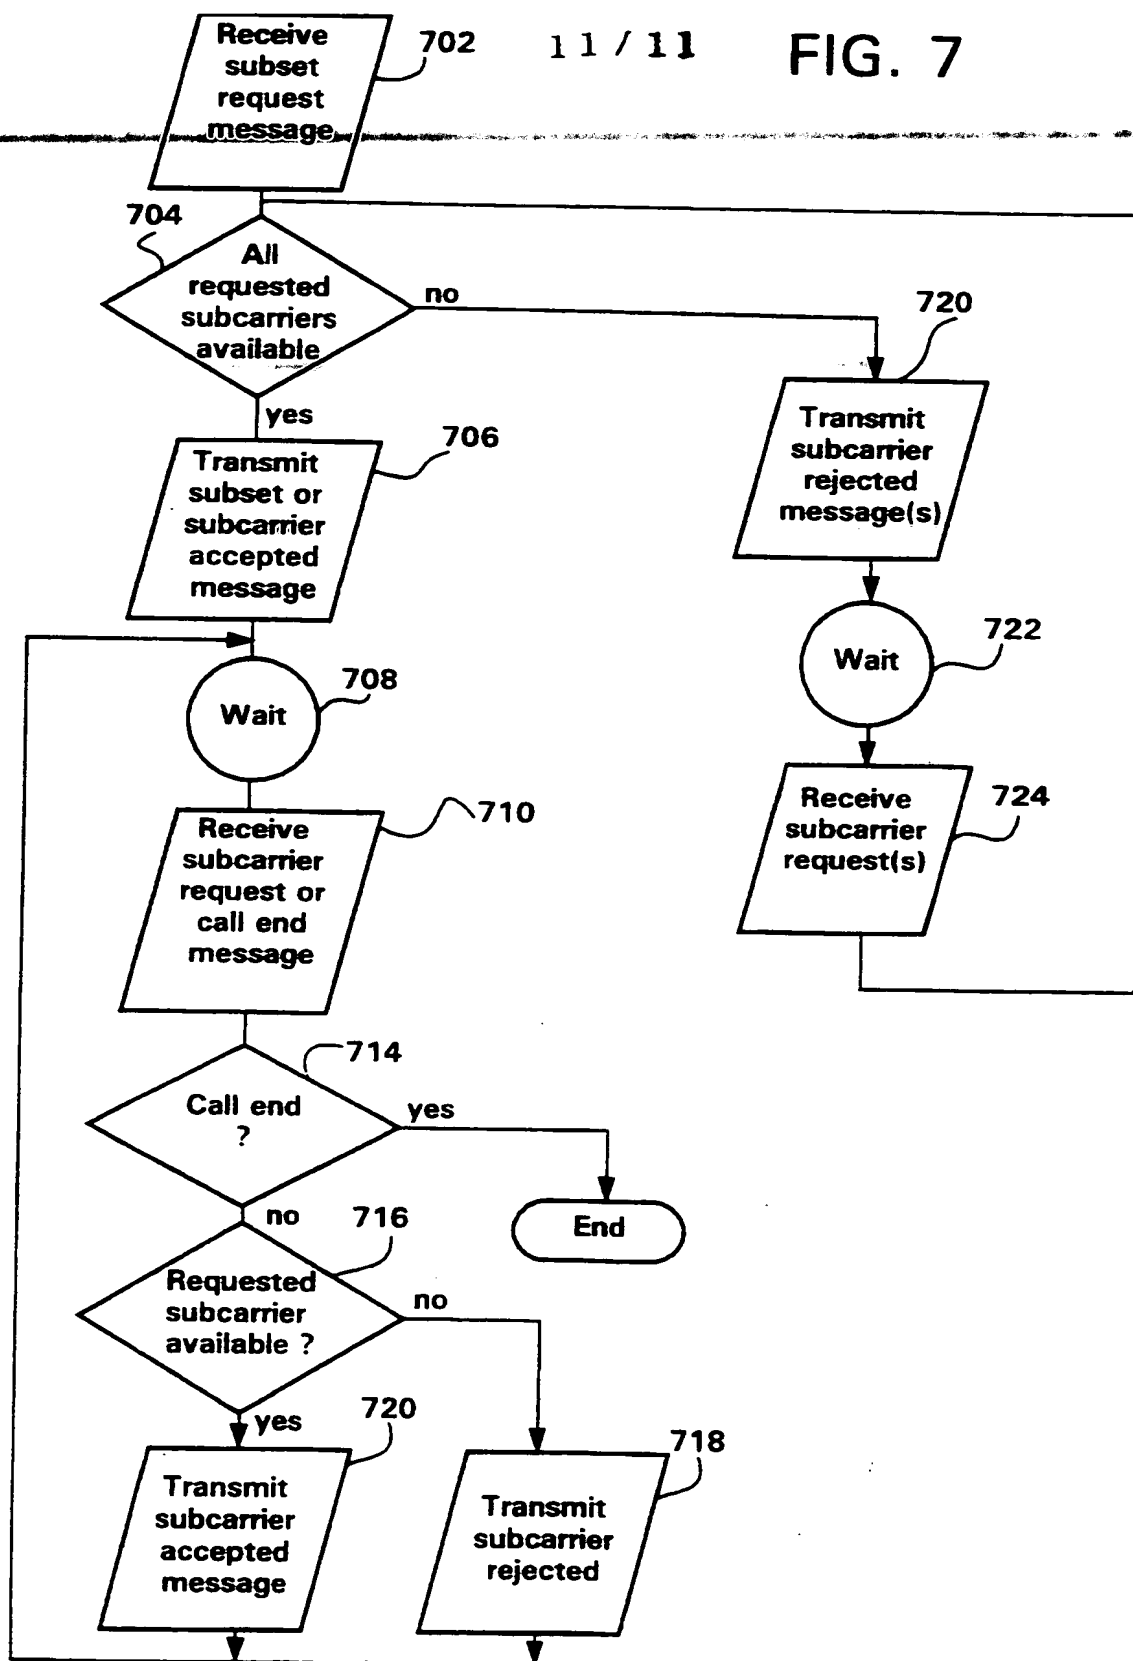 11/11
FIG. 7
Receive
subset
request
message
702
704
All
requested
subcarriers
available
no
yes
720
Transmit
subcarrier
rejected
message(s)
706
Transmit
subset or
subcarrier
accepted
message
722
Wait
708
Wait
724
Receive
subcarrier
request(s)
710
Receive
subcarrier
request or
call end
message
714
Call end
?
yes
End
no
716
Requested
subcarrier
available ?
no
yes
720
Transmit
subcarrier
accepted
message
718
Transmit
subcarrier
rejected